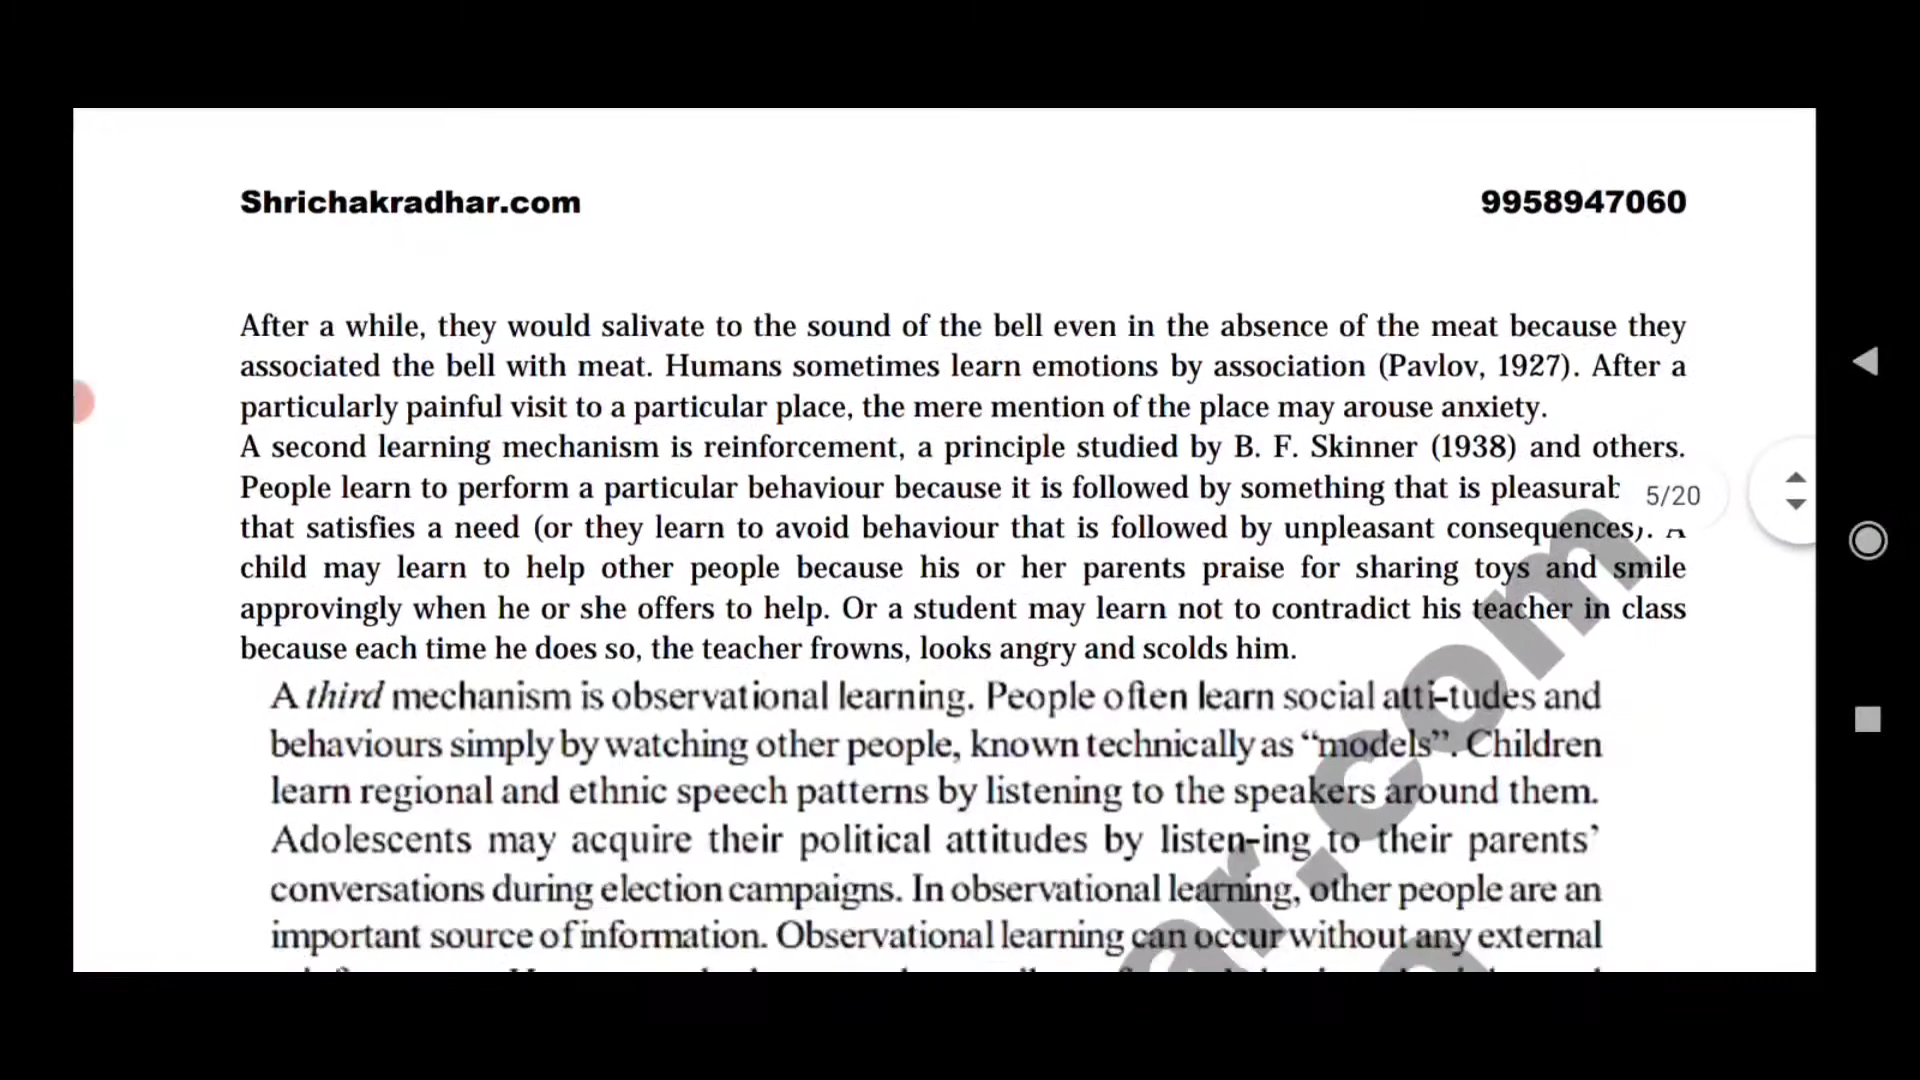 Shrichakradhar.com 9958947060
After a while, they would salivate to the sound of the bell even in the absence of the meat because they
associated the bell with meat. Humans sometimes learn emotions by association (Pavlov, 1927). After a
particularly painful visit to a particular place, the mere mention of the place may arouse anxiety.
A second learning mechanism is reinforcement, a principle studied by B. F. Skinner (1938) and others.
People learn to perform a particular behaviour because it is followed by something that is 5/20
that satisfies a need (or they learn to avoid behaviour that is followed by unpleasant consequences). A
child may learn to help other people because his or her parents praise for sharing toys and smile
approvingly when he or she offers to help. Or a student may learn not to contradict his teacher in class
because each time he does so, the teacher frowns, looks angry and scolds him.
A third mechanism is observational learning. People often learn social atti-tudes and
behaviours simply by watching other people, known technically as “models”. Children
learn regional and ethnic speech patterns by listening to the speakers around them.
Adolescents may acquire their political attitudes by listen-ing to their parents’
conversations during election campaigns. In observational learning, other people are an
important source of information. Observational learning can occur without any external
ar.com